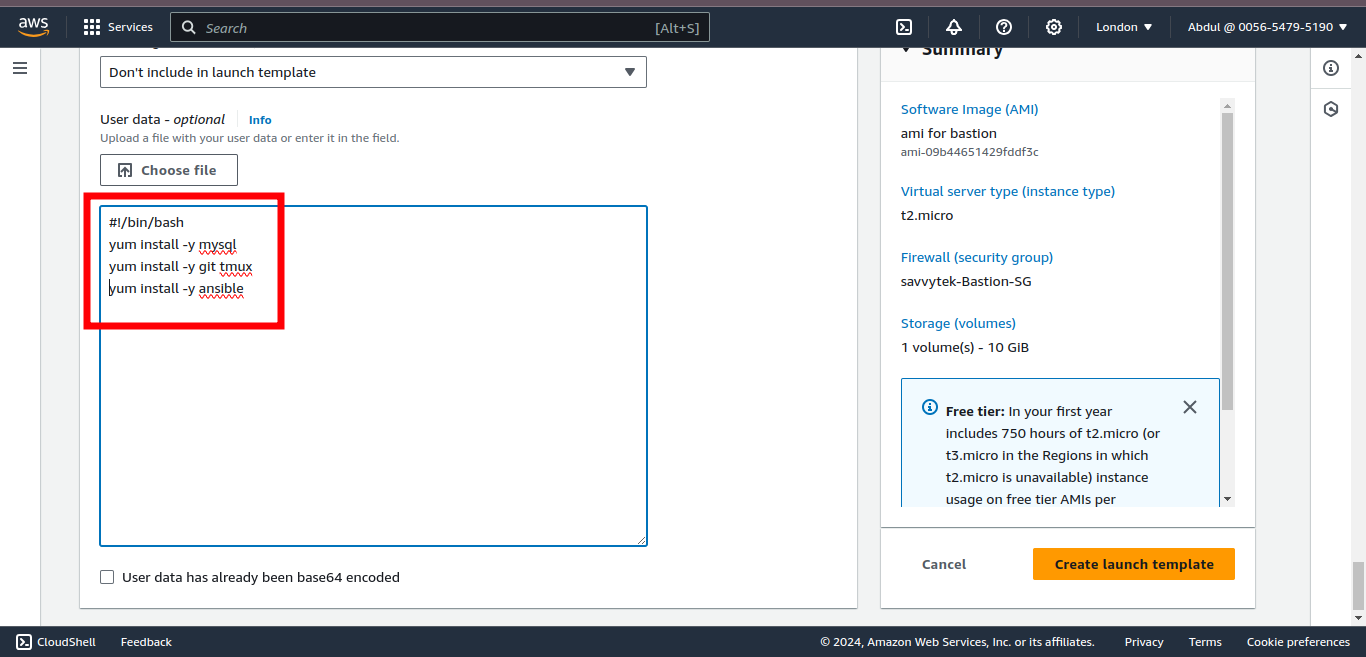 aws
Services
Search
[Alt+S]
London
Abdul @ 0056-5479-5190
Don't include in launch template
User data - optional
Info
Upload a file with your user data or enter it in the field.
Choose file
#!/bin/bash
yum install -y mysql
yum install -y git tmux
yum install -y ansible
User data has already been base64 encoded
Summary
Software Image (AMI)
ami for bastion
ami-09b44651429fddf3c
Virtual server type (instance type)
t2.micro
Firewall (security group)
savvytek-Bastion-SG
Storage (volumes)
1 volume(s) - 10 GiB
Free tier: In your first year
includes 750 hours of t2.micro (or
t3.micro in the Regions in which
t2.micro is unavailable) instance
usage on free tier AMIs per
Cancel
Create launch template
CloudShell
Feedback
© 2024, Amazon Web Services, Inc. or its affiliates.
Privacy
Terms
Cookie preferences